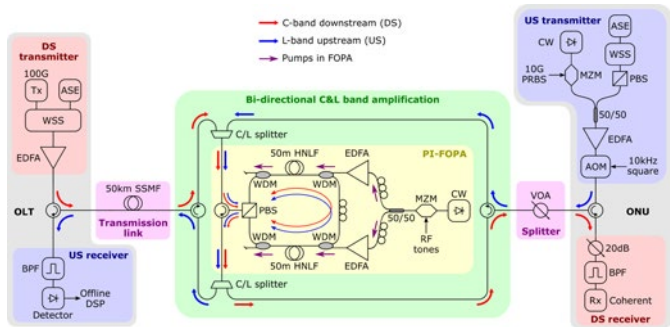 C-band downstream (DS)
L-band upstream (US)
Pumps in FOPA
DS
transmitter
100G
Tx
ASE
WSS
EDFA
OLT
50km SSMF
Transmission
link
US receiver
BPF
Detector
Offline
DSP
Bi-directional C&L band amplification
C/L splitter
PI-FOPA
50m HNLF
EDFA
WDM
WDM
PBS
WDM
WDM
50m HNLF
EDFA
50/50
MZM
CW
RF
tones
C/L splitter
US
transmitter
ASE
CW
WSS
10G
PRBS
MZM
PBS
50/50
EDFA
AOM
10kHz
square
VOA
Splitter
ONU
20dB
BPF
Rx
Coherent
DS receiver